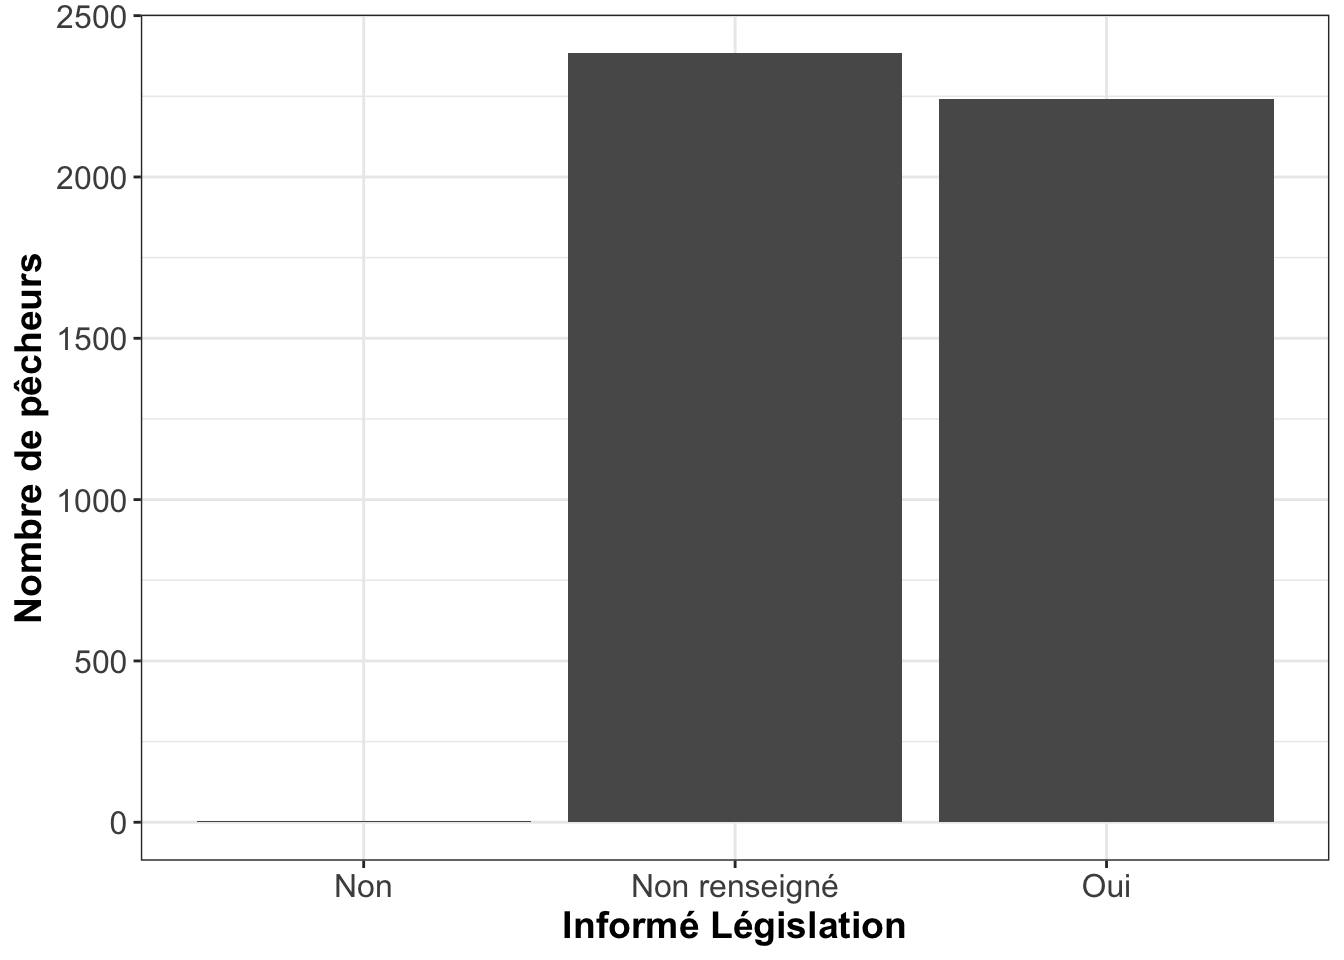 2500
2000
1500
1000
500
0
Nombre de pêcheurs
Non
Non renseigné
Oui
Informé Législation